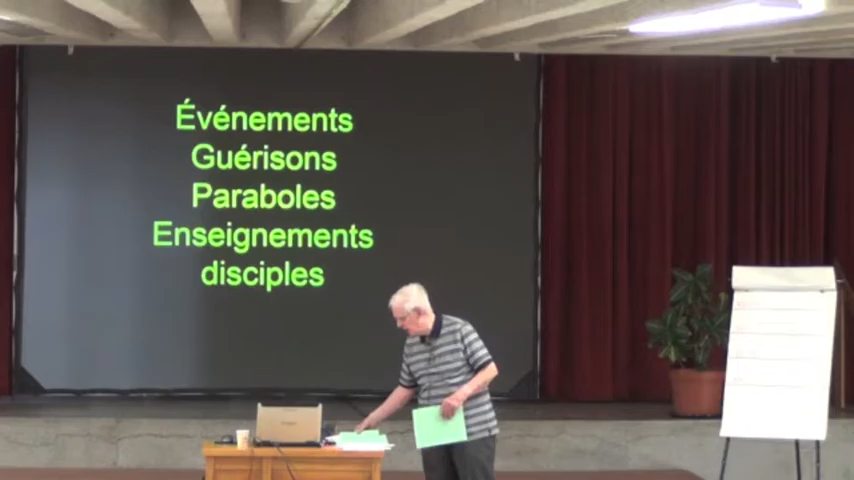 Événements
Guérisons
Paraboles
Enseignements
disciples